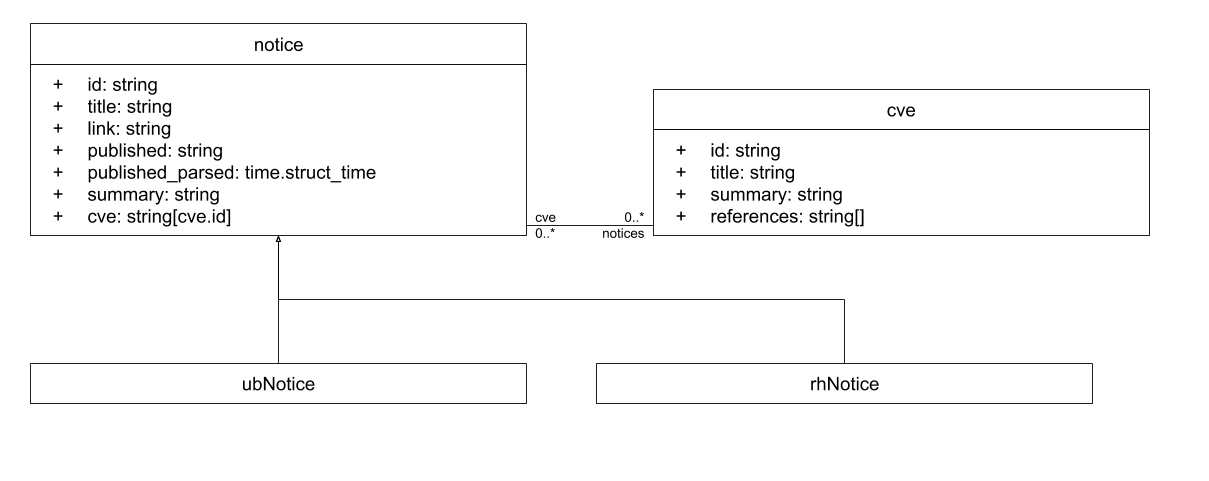 notice
+ id: string
+ title: string
+ link: string
+ published: string
+ published_parsed: time.struct_time
+ summary: string
+ cve: string[cve.id]
cve
+ id: string
+ title: string
+ summary: string
+ references: string[]
cve 0..*
0..* notices
ubNotice
rhNotice